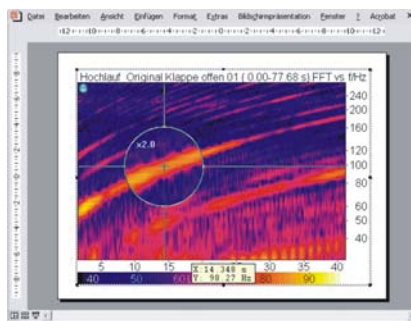 Datei Bearbeiten Ansicht Einfügen Format Extras Bildschirmpräsentation Fenster ? Acrobat
Hochlauf Original Klappe offen 01 ( 0.00-77.68 s).FFT vs f/Hz
240
200
160
x2.0
120
100
80
60
50
40
5 10 15 20 25 30 35 40
X:14.348 m
Y: 98.27 Hz
40 50 60 80 90